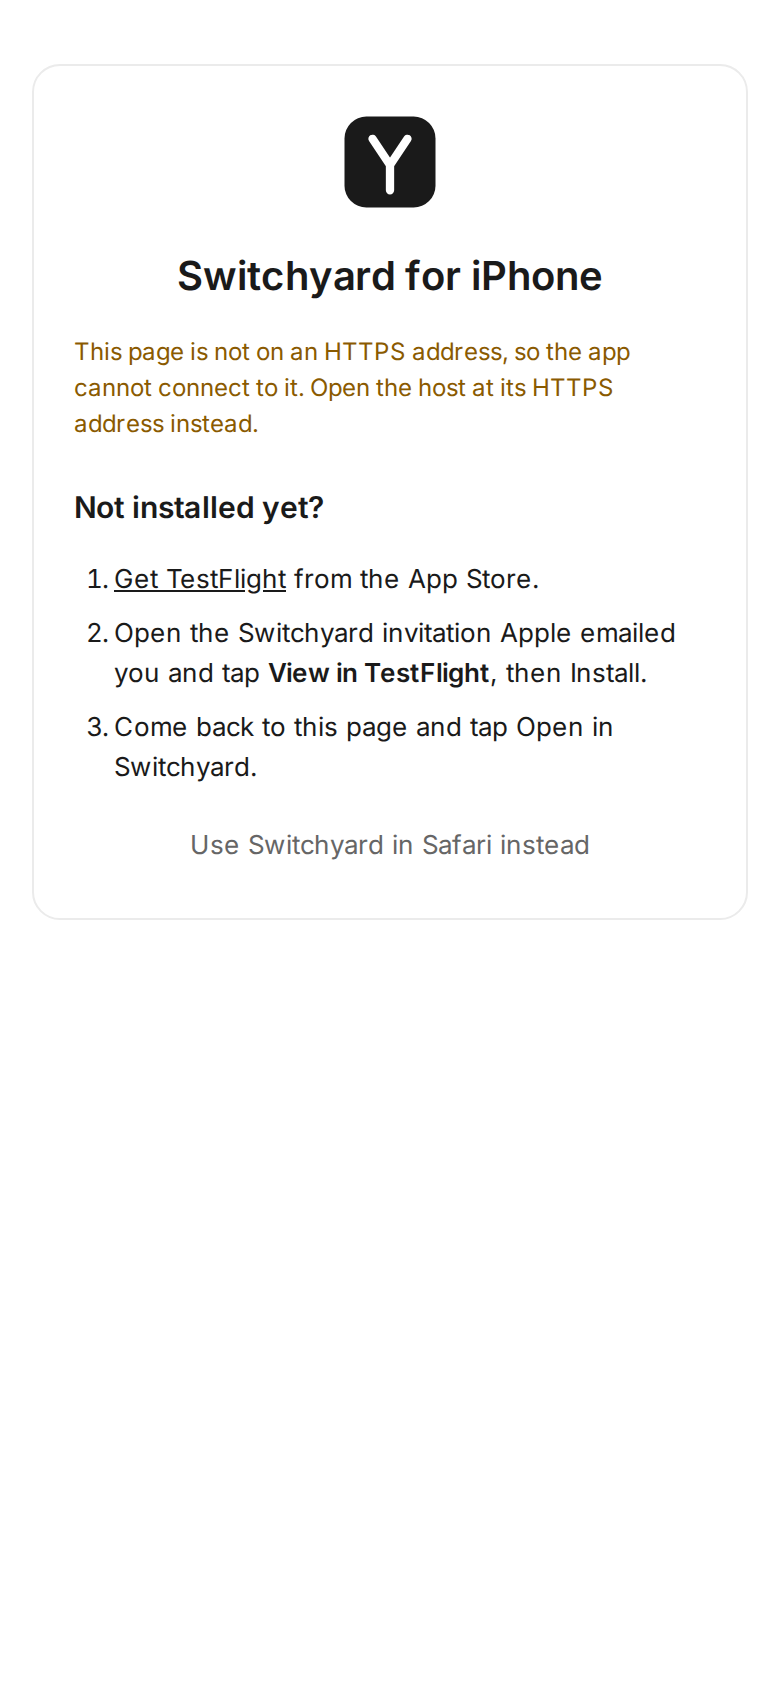 Y
Switchyard for iPhone
This page is not on an HTTPS address, so the app
cannot connect to it. Open the host at its HTTPS
address instead.
Not installed yet?
1. Get TestFlight from the App Store.
2. Open the Switchyard invitation Apple emailed
you and tap View in TestFlight, then Install.
3. Come back to this page and tap Open in
Switchyard.
Use Switchyard in Safari instead